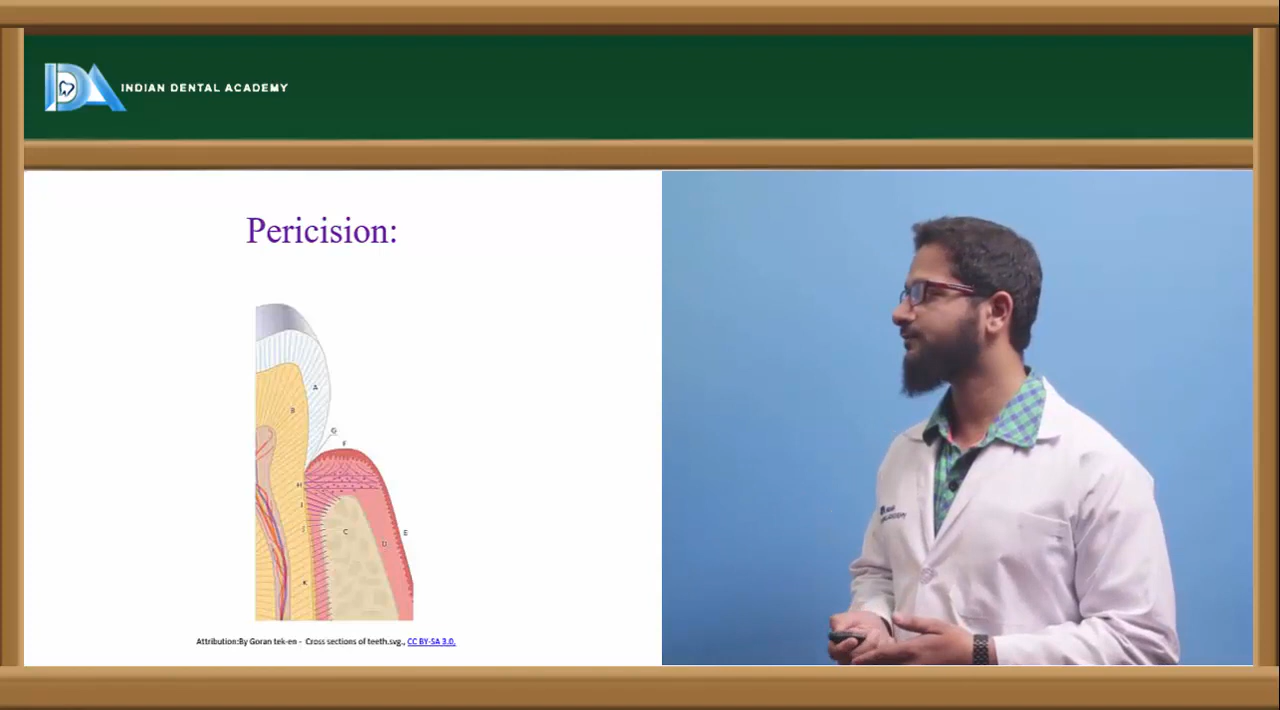 INDIAN DENTAL ACADEMY
Pericision:
A
B
G
F
H
I
J
C
E
D
K
Attribution:By Goran tek-en - Cross sections of teeth.svg., CC BY-SA 3.0.